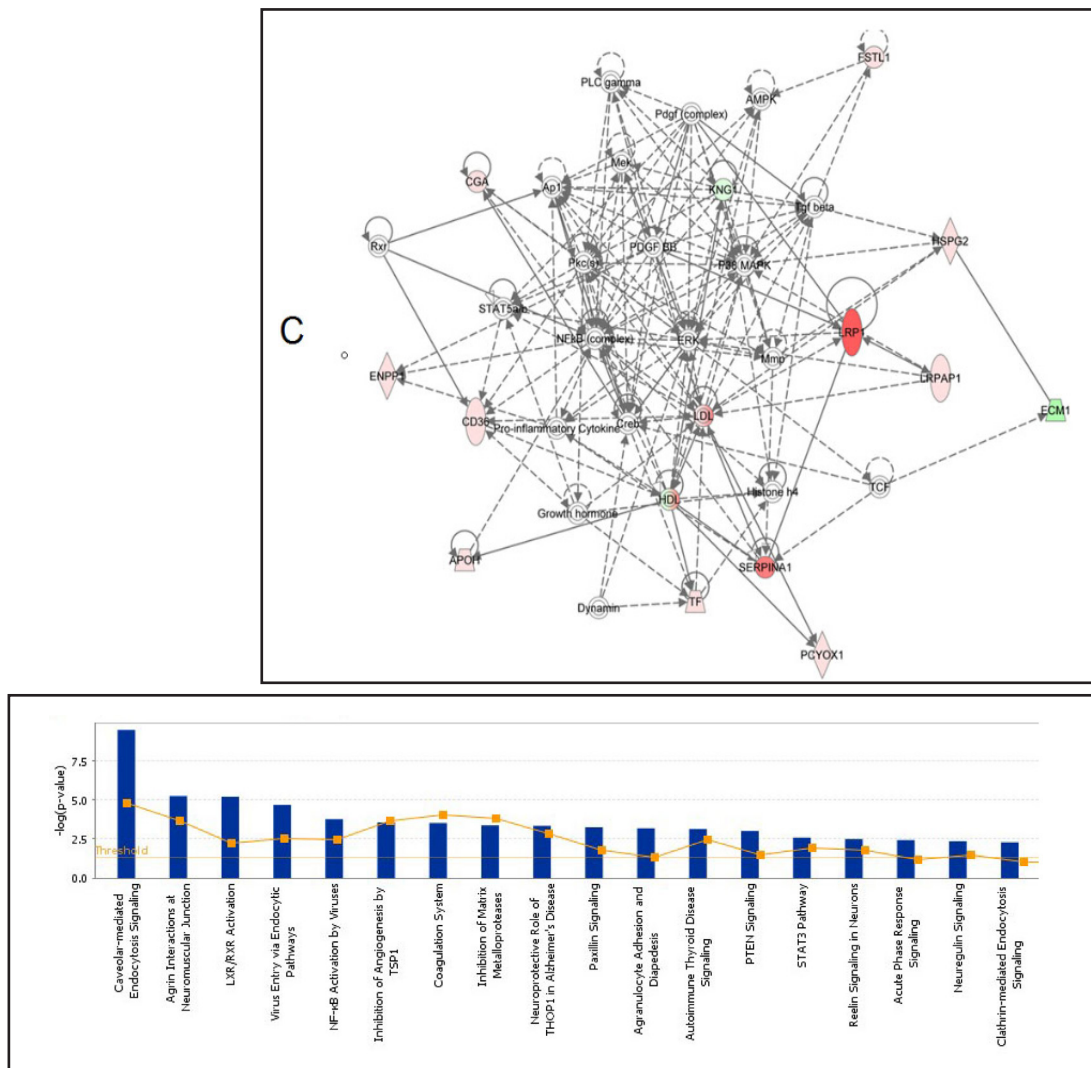 C
FSTL1
PLC gamma
AMPK
Pdgf (complex)
Mek
CGA
Ap1
KNG1
Tgf beta
Rxr
PDGF BB
HSPG2
Pkc(s)
P38 MAPK
STAT5a/b
NFkB (complex)
ERK
LRP1
Mmp
ENPP1
LRPAP1
CD36
Pro-inflammatory Cytokine
Creb
LDL
ECM1
HDL
Histone h4
TCF
Growth hormone
APOH
SERPINA1
Dynamin
TF
PCYOX1
-log(p-value)
7.5
5.0
2.5
0.0
Threshold
Caveolar-mediated
Endocytosis Signaling
Agrin Interactions at
Neuromuscular Junction
LXR/RXR Activation
Virus Entry via Endocytic
Pathways
NF-κB Activation by Viruses
Inhibition of Angiogenesis by
TSP1
Coagulation System
Inhibition of Matrix
Metalloproteases
Neuroprotective Role of
THOP1 in Alzheimer's Disease
Paxillin Signaling
Agranulocyte Adhesion and
Diapedesis
Autoimmune Thyroid Disease
Signaling
PTEN Signaling
STAT3 Pathway
Reelin Signaling in Neurons
Acute Phase Response
Signaling
Neuregulin Signaling
Clathrin-mediated Endocytosis
Signaling